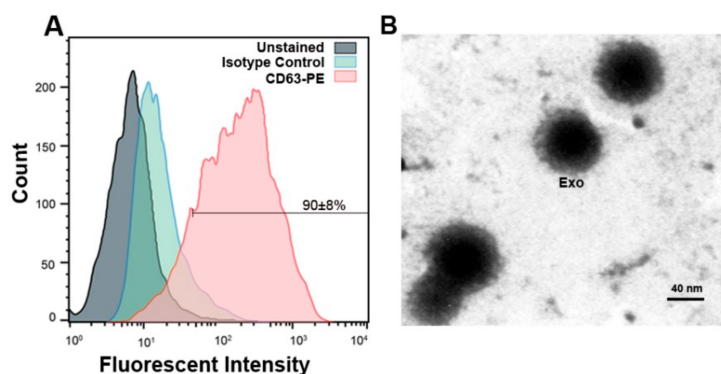 A
Unstained
Isotype Control
CD63-PE
200
150
100
50
0
Count
90±8%
10⁰
10¹
10²
10³
10⁴
Fluorescent Intensity
B
Exo
40 nm